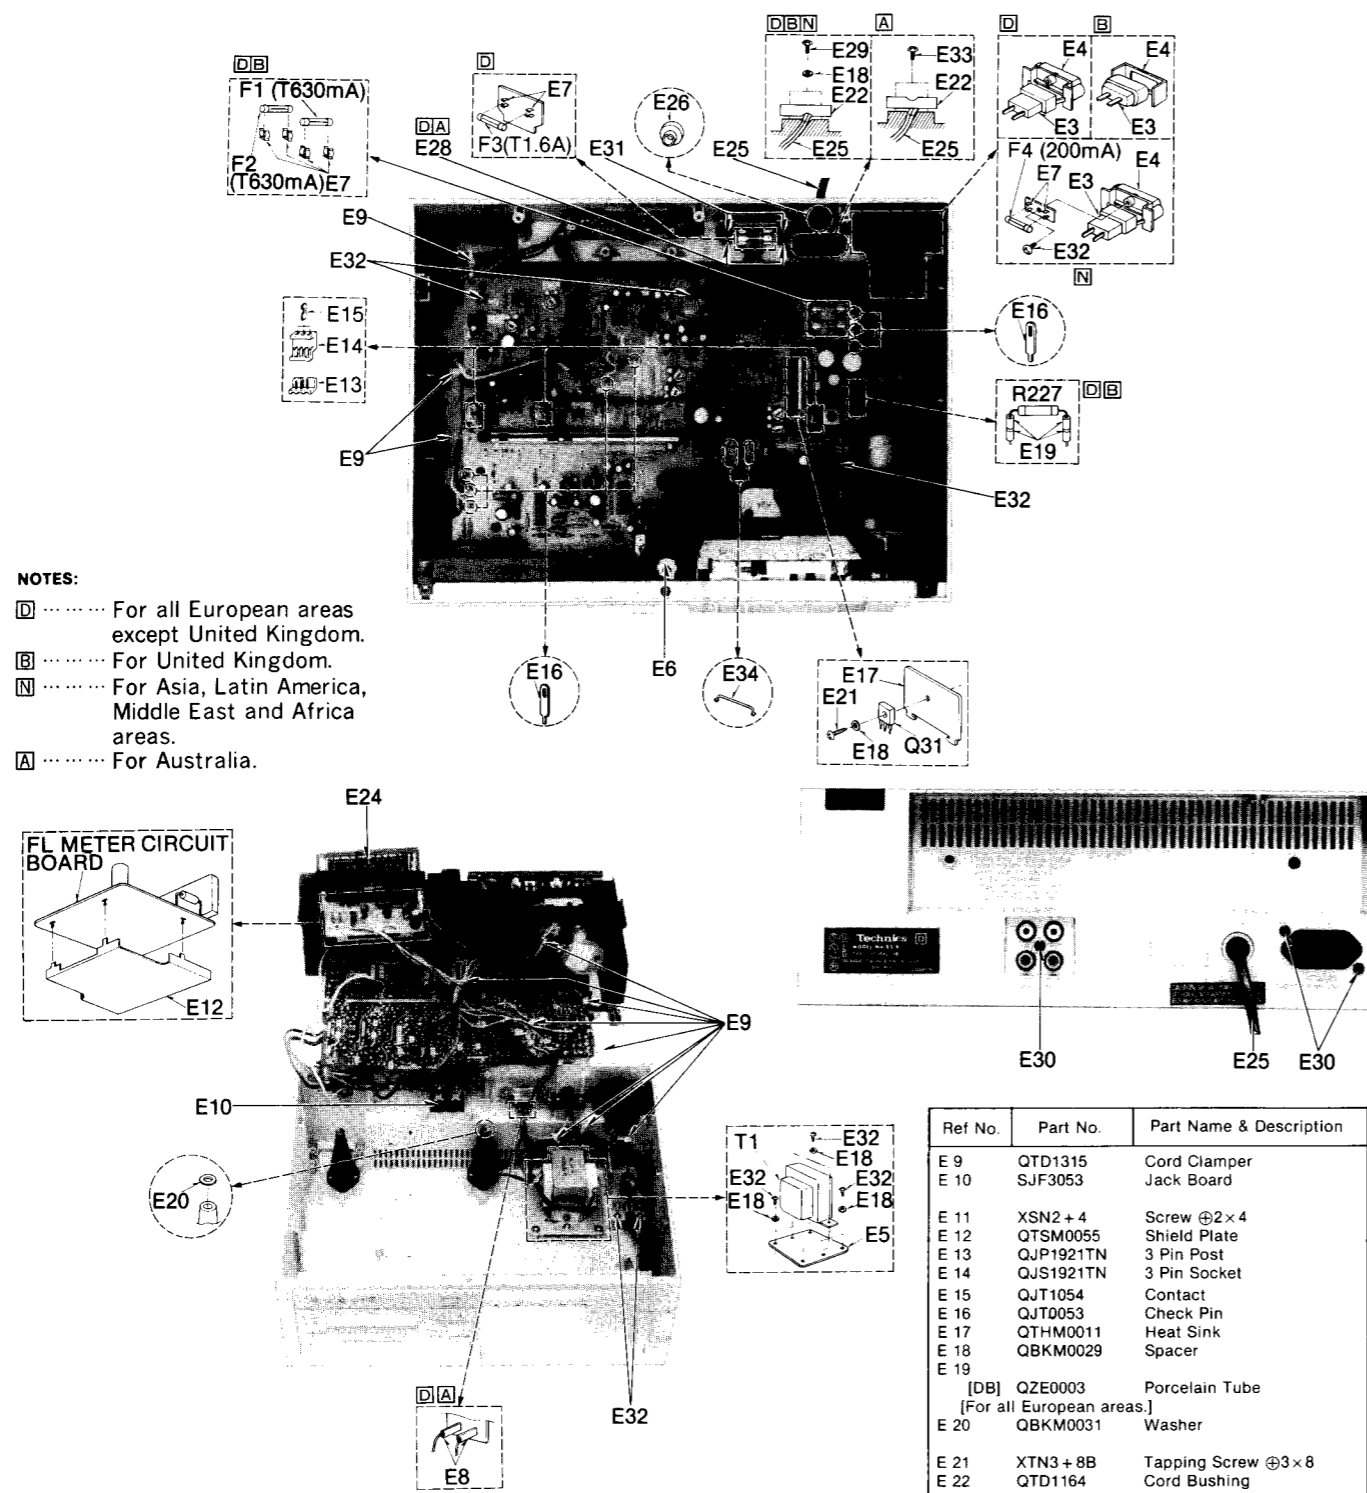 D B N
A
D
B
D B
F1 (T630mA)
F2
(T630mA) E7
D
E7
F3(T1.6A)
D A
E28
E31
E26
E25
E29
E18
E22
E25
E33
E22
E25
E4
E3
E4
E3
F4 (200mA)
E4
E7
E3
E32
N
E9
E32
E15
E14
E13
E9
E16
R227
E19
D B
E32
E16
E6
E34
E17
E21
E18
Q31
NOTES:
D ········· For all European areas
except United Kingdom.
B ········· For United Kingdom.
N ········· For Asia, Latin America,
Middle East and Africa
areas.
A ········· For Australia.
E24
FL METER CIRCUIT
BOARD
E12
E9
E10
E20
T1
E32
E18
E32
E32
E18
E18
E5
E32
D A
E8
Technics D
E30
E25
E30
Ref No. Part No. Part Name & Description
E 9 QTD1315 Cord Clamper
E 10 SJF3053 Jack Board
E 11 XSN2+4 Screw ⊕2×4
E 12 QTSM0055 Shield Plate
E 13 QJP1921TN 3 Pin Post
E 14 QJS1921TN 3 Pin Socket
E 15 QJT1054 Contact
E 16 QJT0053 Check Pin
E 17 QTHM0011 Heat Sink
E 18 QBKM0029 Spacer
E 19
[DB] QZE0003 Porcelain Tube
[For all European areas.]
E 20 QBKM0031 Washer
E 21 XTN3+8B Tapping Screw ⊕3×8
E 22 QTD1164 Cord Bushing